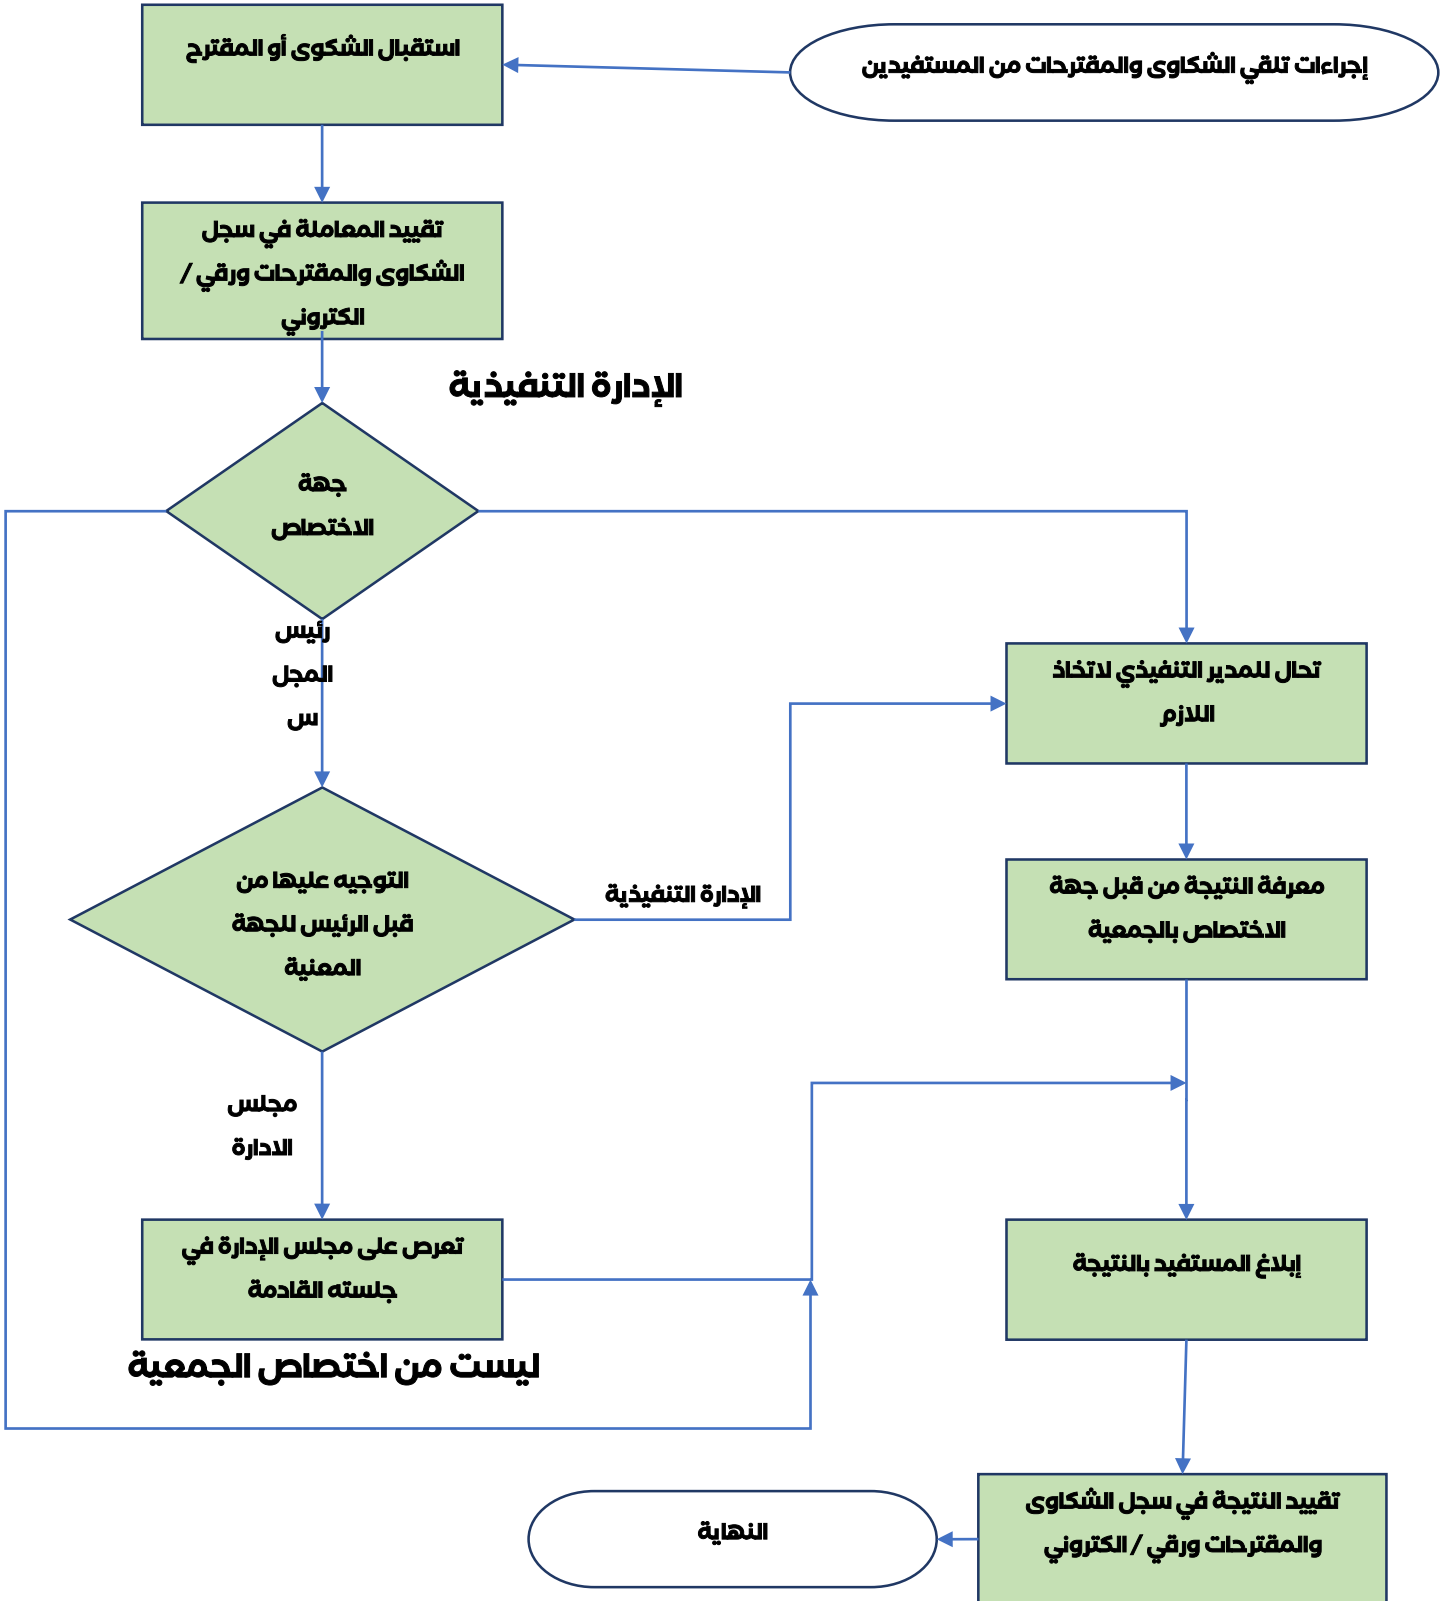 إجراءات تلقي الشكاوى والمقترحات من المستفيدين
استقبال الشكوى أو المقترح
تقييد المعاملة في سجل
الشكاوى والمقترحات ورقي /
الكتروني
الإدارة التنفيذية
جهة
الاختصاص
رئيس
المجل
س
تحال للمدير التنفيذي لاتخاذ
اللازم
التوجيه عليها من
قبل الرئيس للجهة
المعنية
الإدارة التنفيذية
معرفة النتيجة من قبل جهة
الاختصاص بالجمعية
مجلس
الادارة
تعرص على مجلس الإدارة في
جلسته القادمة
إبلاغ المستفيد بالنتيجة
ليست من اختصاص الجمعية
تقييد النتيجة في سجل الشكاوى
والمقترحات ورقي / الكتروني
النهاية